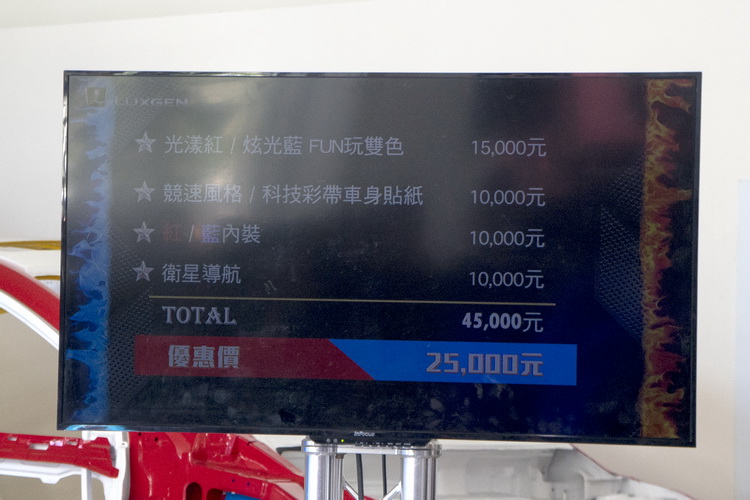 LUXGEN
光漾紅 / 炫光藍 FUN玩雙色 15,000元
競速風格 / 科技彩帶車身貼紙 10,000元
紅 / 藍內裝 10,000元
衛星導航 10,000元
TOTAL 45,000元
優惠價 25,000元
InFocus